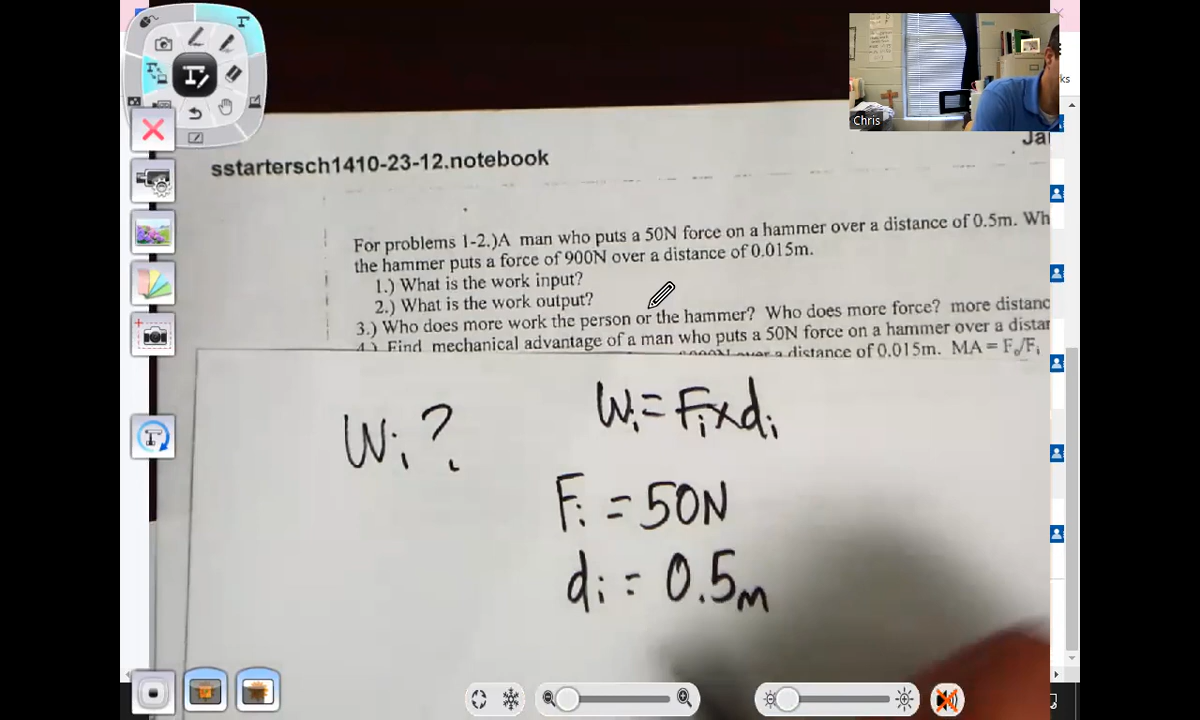 Chris
ks
Ja
sstartersch1410-23-12.notebook
For problems 1-2.)A man who puts a 50N force on a hammer over a distance of 0.5m. Wh
the hammer puts a force of 900N over a distance of 0.015m.
1.) What is the work input?
2.) What is the work output?
3.) Who does more work the person or the hammer? Who does more force? more distanc
4.) Find mechanical advantage of a man who puts a 50N force on a hammer over a distan
over a distance of 0.015m. MA = Fₒ/Fᵢ
Wᵢ?
Wᵢ = Fᵢ x dᵢ
Fᵢ = 50N
dᵢ = 0.5m